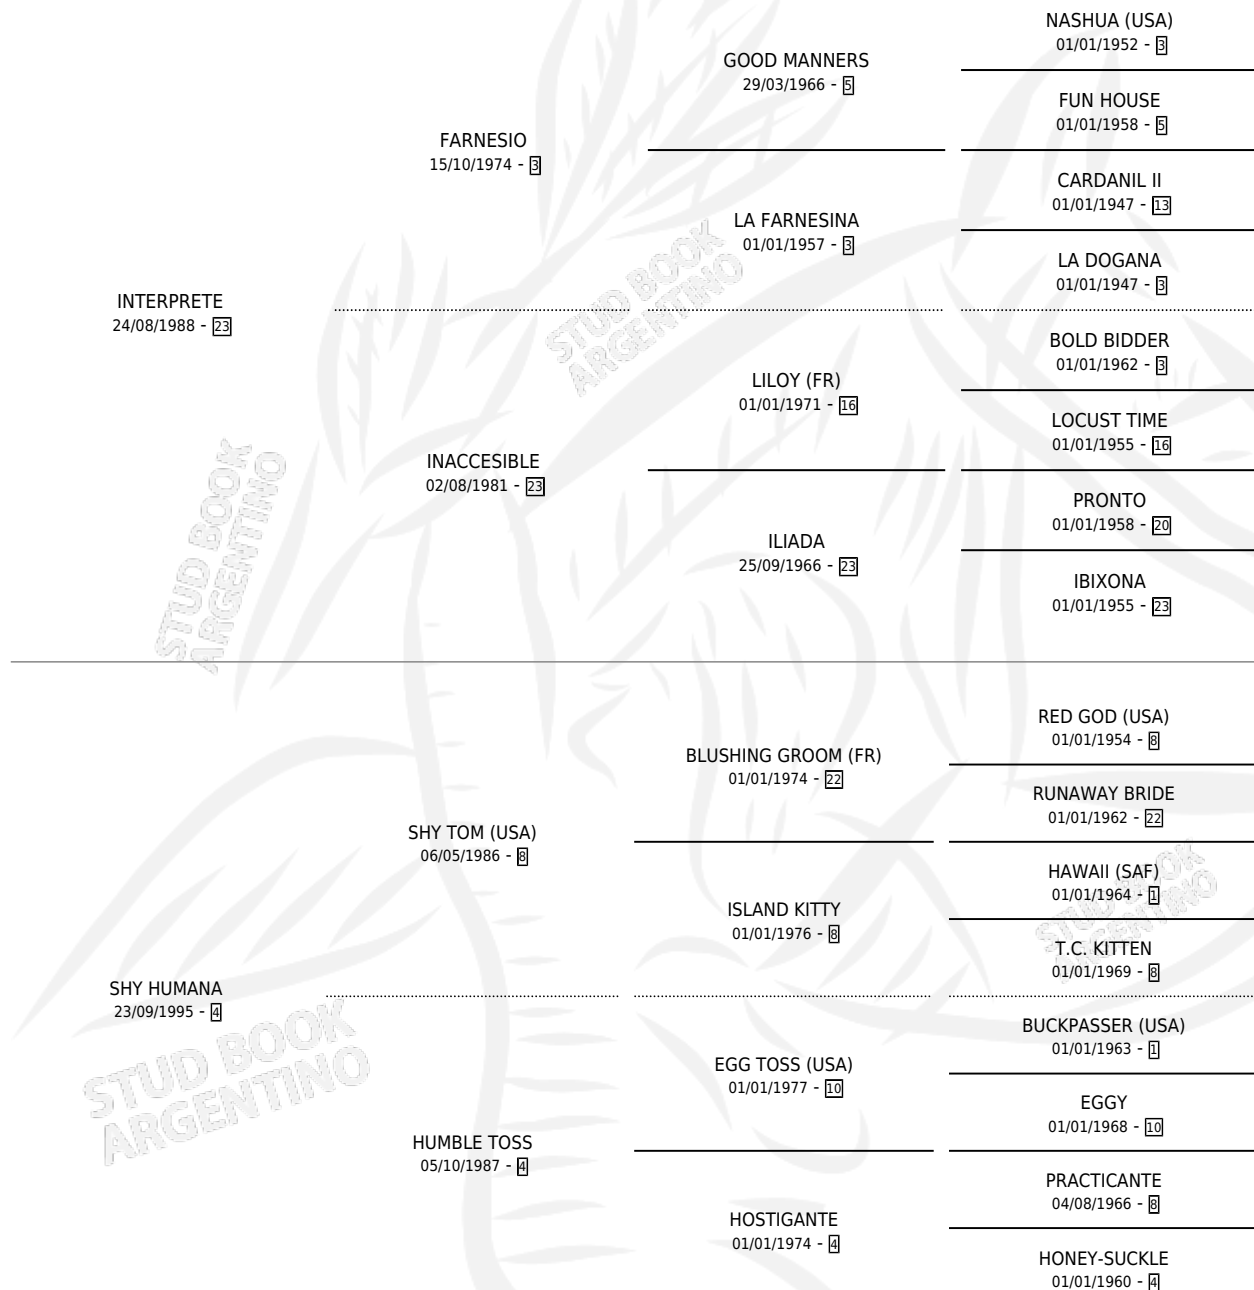 NASHUA (USA)
01/01/1952 - 3
GOOD MANNERS
29/03/1966 - 5
FUN HOUSE
01/01/1958 - 5
FARNESIO
15/10/1974 - 3
CARDANIL II
01/01/1947 - 13
LA FARNESINA
01/01/1957 - 3
LA DOGANA
01/01/1947 - 3
INTERPRETE
24/08/1988 - 23
STUD BOOK
ARGENTINO
BOLD BIDDER
01/01/1962 - 3
LILOY (FR)
01/01/1971 - 16
LOCUST TIME
01/01/1955 - 16
INACCESIBLE
02/08/1981 - 23
PRONTO
01/01/1958 - 20
ILIADA
25/09/1966 - 23
IBIXONA
01/01/1955 - 23
STUD BOOK
ARGENTINO
RED GOD (USA)
01/01/1954 - 8
BLUSHING GROOM (FR)
01/01/1974 - 22
RUNAWAY BRIDE
01/01/1962 - 22
SHY TOM (USA)
06/05/1986 - 8
HAWAII (SAF)
01/01/1964 - 1
ISLAND KITTY
01/01/1976 - 8
STUD BOOK
ARGENTINO
T.C. KITTEN
01/01/1969 - 8
SHY HUMANA
23/09/1995 - 4
STUD BOOK
ARGENTINO
BUCKPASSER (USA)
01/01/1963 - 1
EGG TOSS (USA)
01/01/1977 - 10
EGGY
01/01/1968 - 10
HUMBLE TOSS
05/10/1987 - 4
PRACTICANTE
04/08/1966 - 8
HOSTIGANTE
01/01/1974 - 4
HONEY-SUCKLE
01/01/1960 - 4